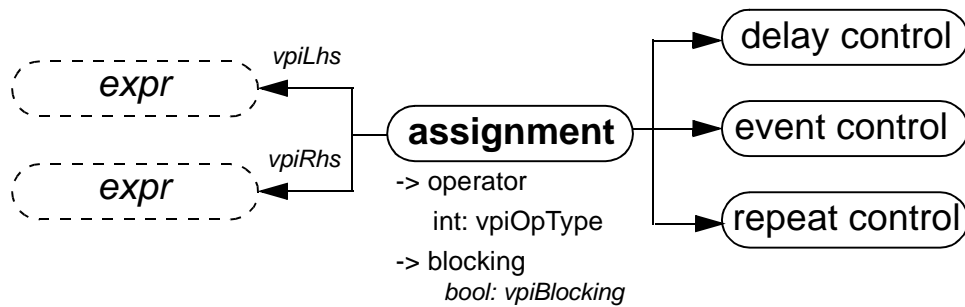 vpiLhs
expr
vpiRhs
expr
assignment
-> operator
int: vpiOpType
-> blocking
bool: vpiBlocking
delay control
event control
repeat control